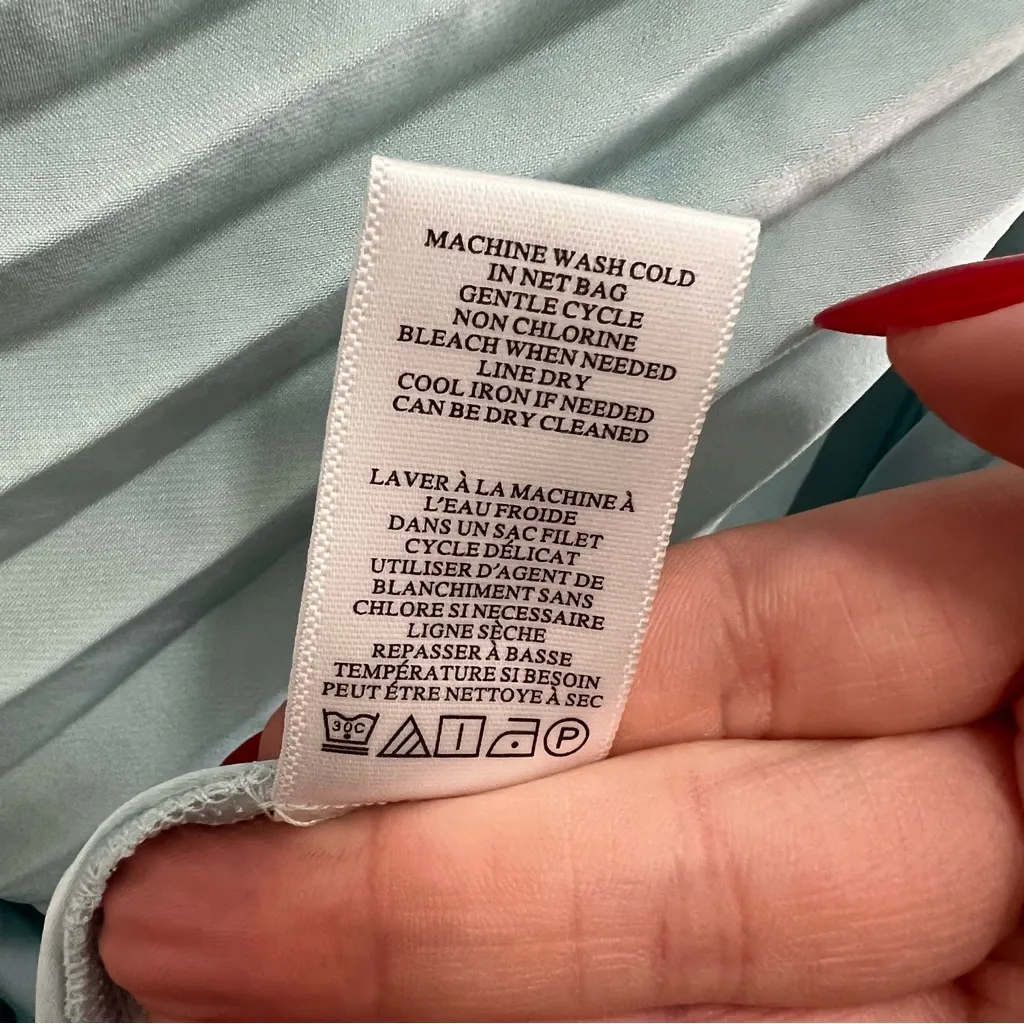 MACHINE WASH COLD
IN NET BAG
GENTLE CYCLE
NON CHLORINE
BLEACH WHEN NEEDED
LINE DRY
COOL IRON IF NEEDED
CAN BE DRY CLEANED
LAVER À LA MACHINE À
L'EAU FROIDE
DANS UN SAC FILET
CYCLE DÉLICAT
UTILISER D'AGENT DE
BLANCHIMENT SANS
CHLORE SI NECESSAIRE
LIGNE SÈCHE
REPASSER À BASSE
TEMPÉRATURE SI BESOIN
PEUT ÉTRE NETTOYE À SEC
30C P